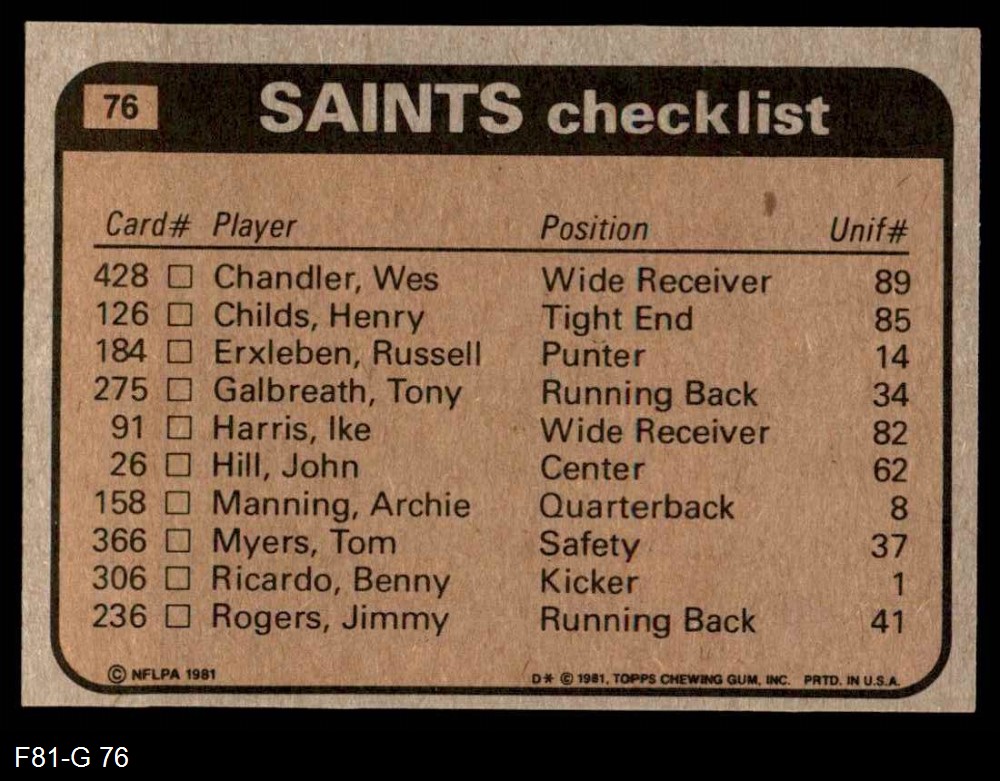 76 SAINTS checklist
Card# Player Position Unif#
428 □ Chandler, Wes Wide Receiver 89
126 □ Childs, Henry Tight End 85
184 □ Erxleben, Russell Punter 14
275 □ Galbreath, Tony Running Back 34
91 □ Harris, Ike Wide Receiver 82
26 □ Hill, John Center 62
158 □ Manning, Archie Quarterback 8
366 □ Myers, Tom Safety 37
306 □ Ricardo, Benny Kicker 1
236 □ Rogers, Jimmy Running Back 41
© NFLPA 1981 D* © 1981, TOPPS CHEWING GUM, INC. PRTD. IN U.S.A.
F81-G 76